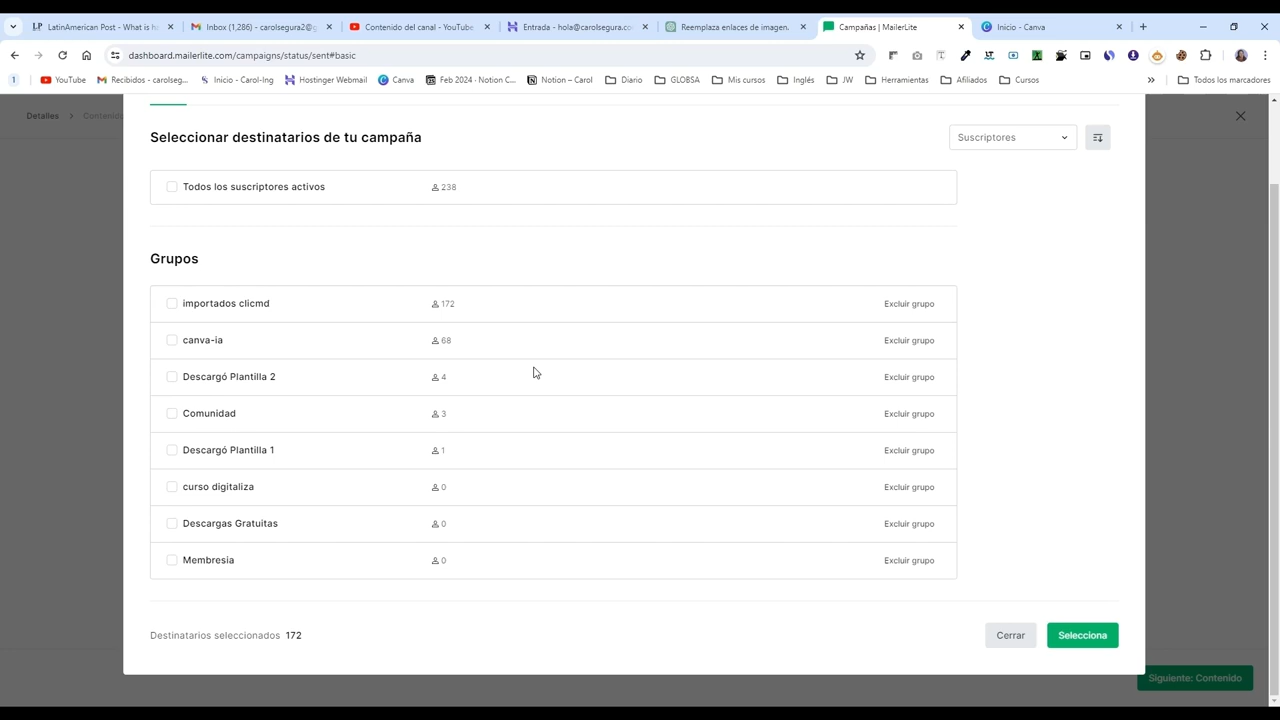 LatinAmerican Post - What is h
Inbox (1,286) - carolsegura2@g
Contenido del canal - YouTube
Entrada - hola@carolsegura.co
Reemplaza enlaces de imagen.
Campañas | MailerLite
Inicio - Canva
dashboard.mailerlite.com/campaigns/status/sent#basic
1
YouTube
Recibidos - carolseg...
Inicio - Carol-Ing
Hostinger Webmail
Canva
Feb 2024 - Notion C...
Notion – Carol
Diario
GLOBSA
Mis cursos
Inglés
JW
Herramientas
Afiliados
Cursos
Todos los marcadores
Detalles
Contenido
Seleccionar destinatarios de tu campaña
Suscriptores
Todos los suscriptores activos 238
Grupos
importados clicmd 172 Excluir grupo
canva-ia 68 Excluir grupo
Descargó Plantilla 2 4 Excluir grupo
Comunidad 3 Excluir grupo
Descargó Plantilla 1 1 Excluir grupo
curso digitaliza 0 Excluir grupo
Descargas Gratuitas 0 Excluir grupo
Membresia 0 Excluir grupo
Destinatarios seleccionados 172
Cerrar
Selecciona
Siguiente: Contenido